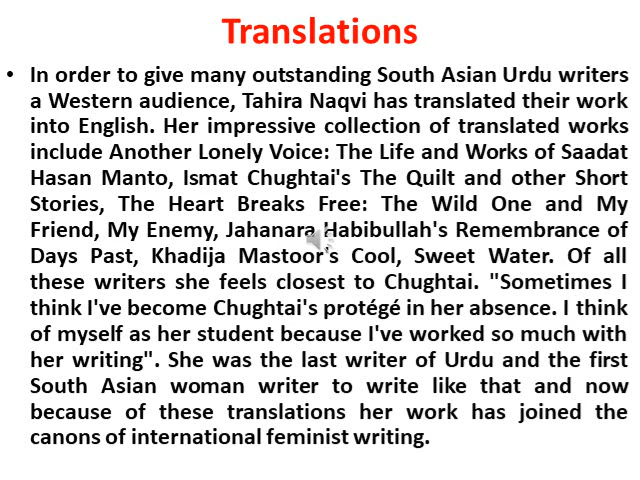 Translations
• In order to give many outstanding South Asian Urdu writers
a Western audience, Tahira Naqvi has translated their work
into English. Her impressive collection of translated works
include Another Lonely Voice: The Life and Works of Saadat
Hasan Manto, Ismat Chughtai's The Quilt and other Short
Stories, The Heart Breaks Free: The Wild One and My
Friend, My Enemy, Jahanara Habibullah's Remembrance of
Days Past, Khadija Mastoor's Cool, Sweet Water. Of all
these writers she feels closest to Chughtai. "Sometimes I
think I've become Chughtai's protégé in her absence. I think
of myself as her student because I've worked so much with
her writing". She was the last writer of Urdu and the first
South Asian woman writer to write like that and now
because of these translations her work has joined the
canons of international feminist writing.